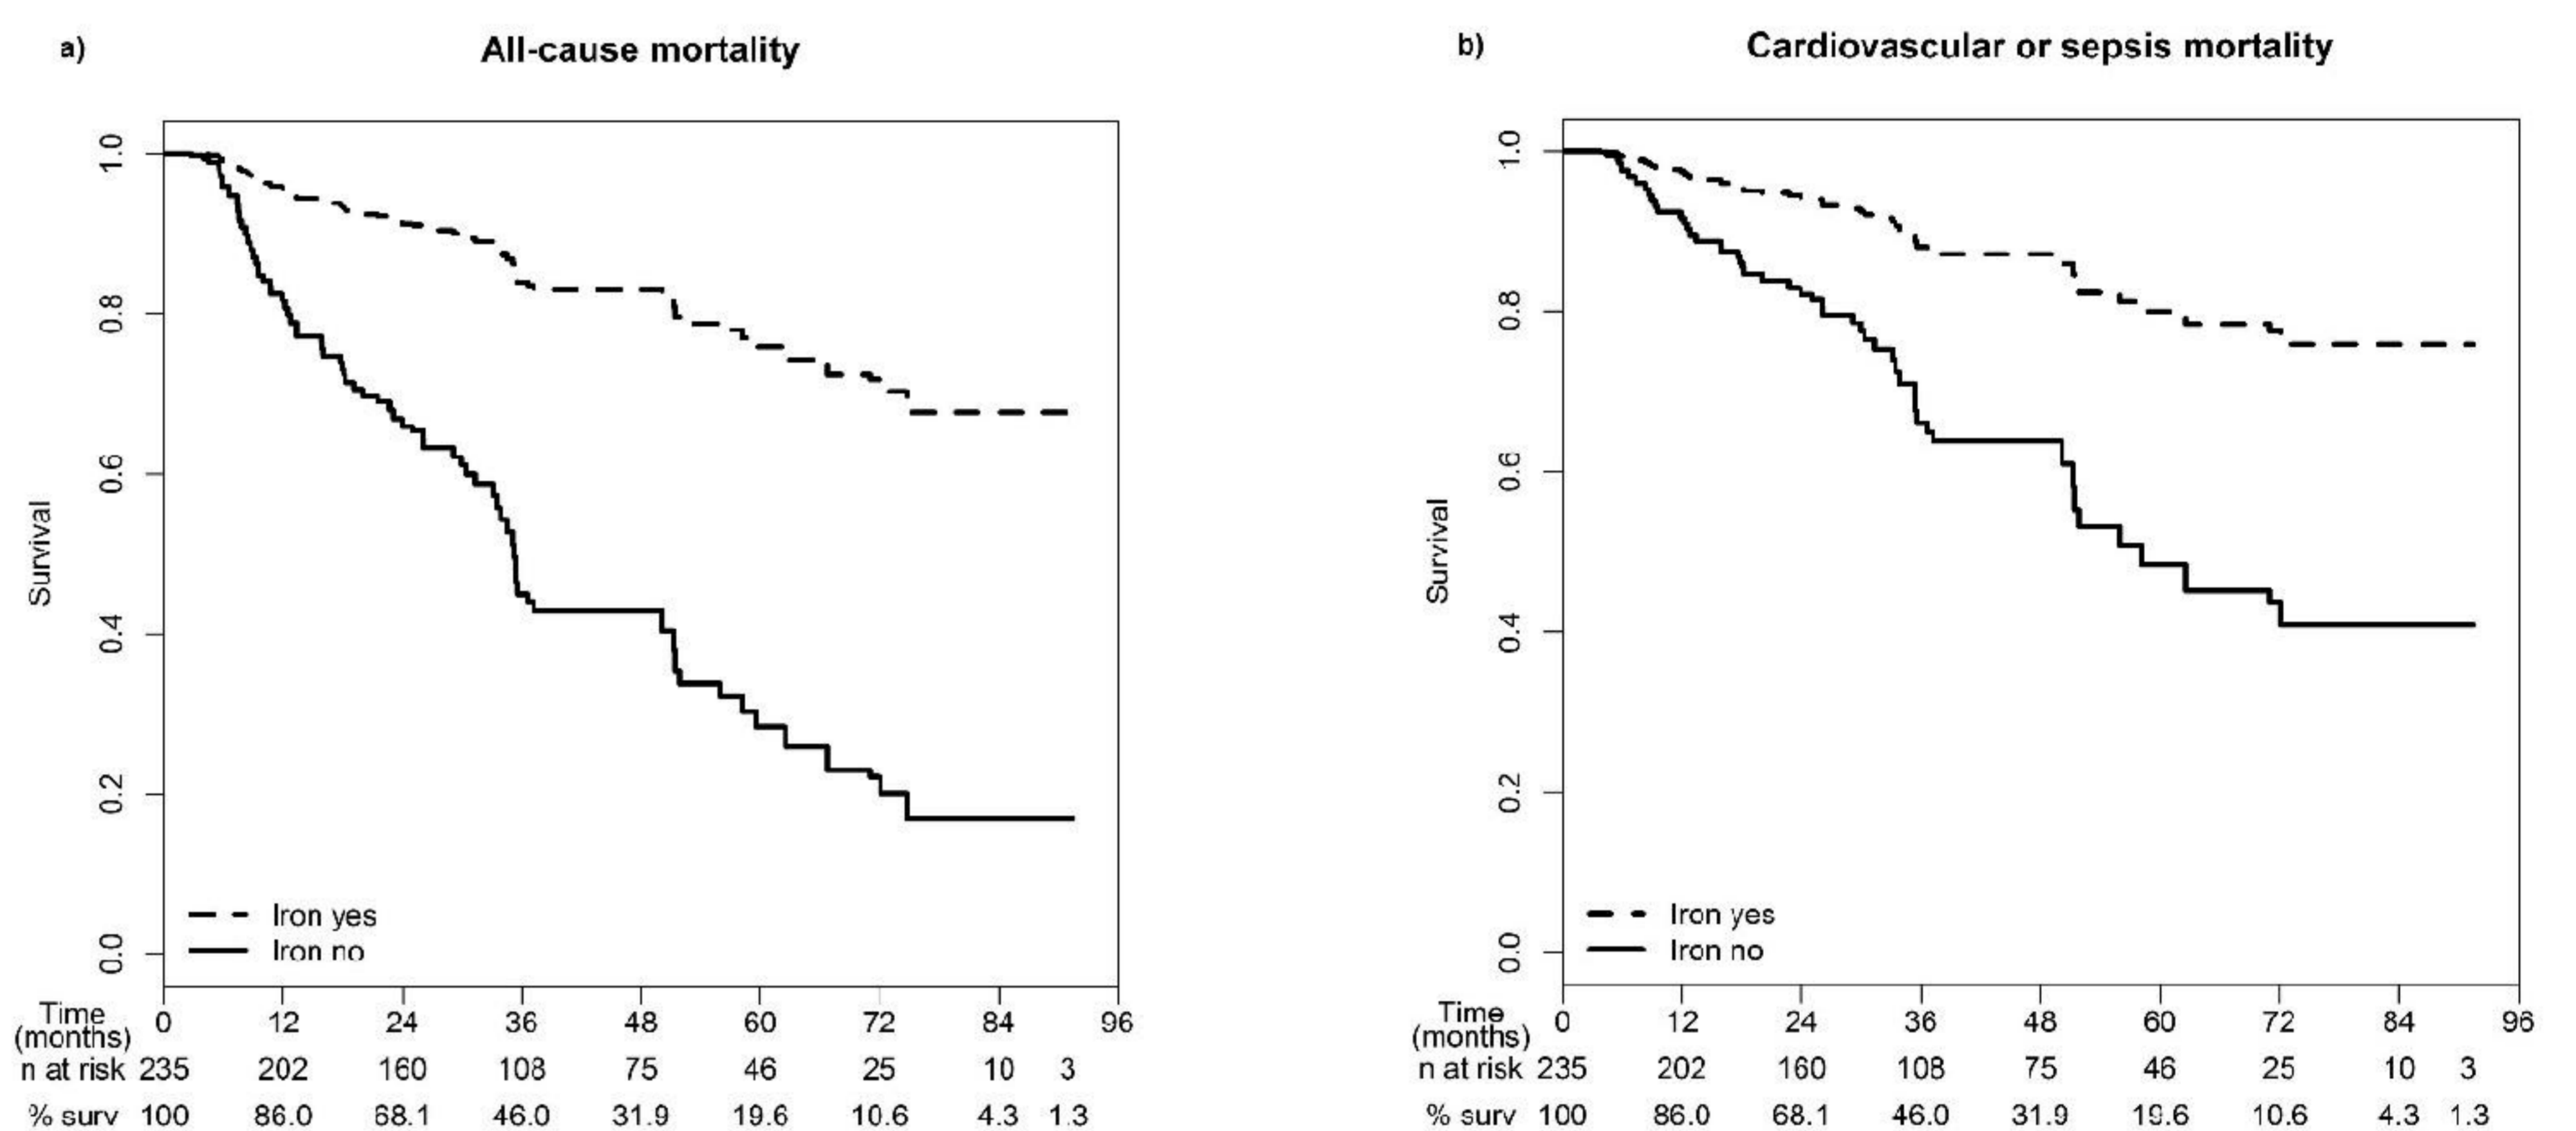 a) All-cause mortality
1.0
0.8
0.6
0.4
0.2
0.0
Survival
Iron yes
Iron no
Time (months) 0 12 24 36 48 60 72 84 96
n at risk 235 202 160 108 75 46 25 10 3
% surv 100 86.0 68.1 46.0 31.9 19.6 10.6 4.3 1.3
b) Cardiovascular or sepsis mortality
1.0
0.8
0.6
0.4
0.2
0.0
Survival
Iron yes
Iron no
Time (months) 0 12 24 36 48 60 72 84 96
n at risk 235 202 160 108 75 46 25 10 3
% surv 100 86.0 68.1 46.0 31.9 19.6 10.6 4.3 1.3